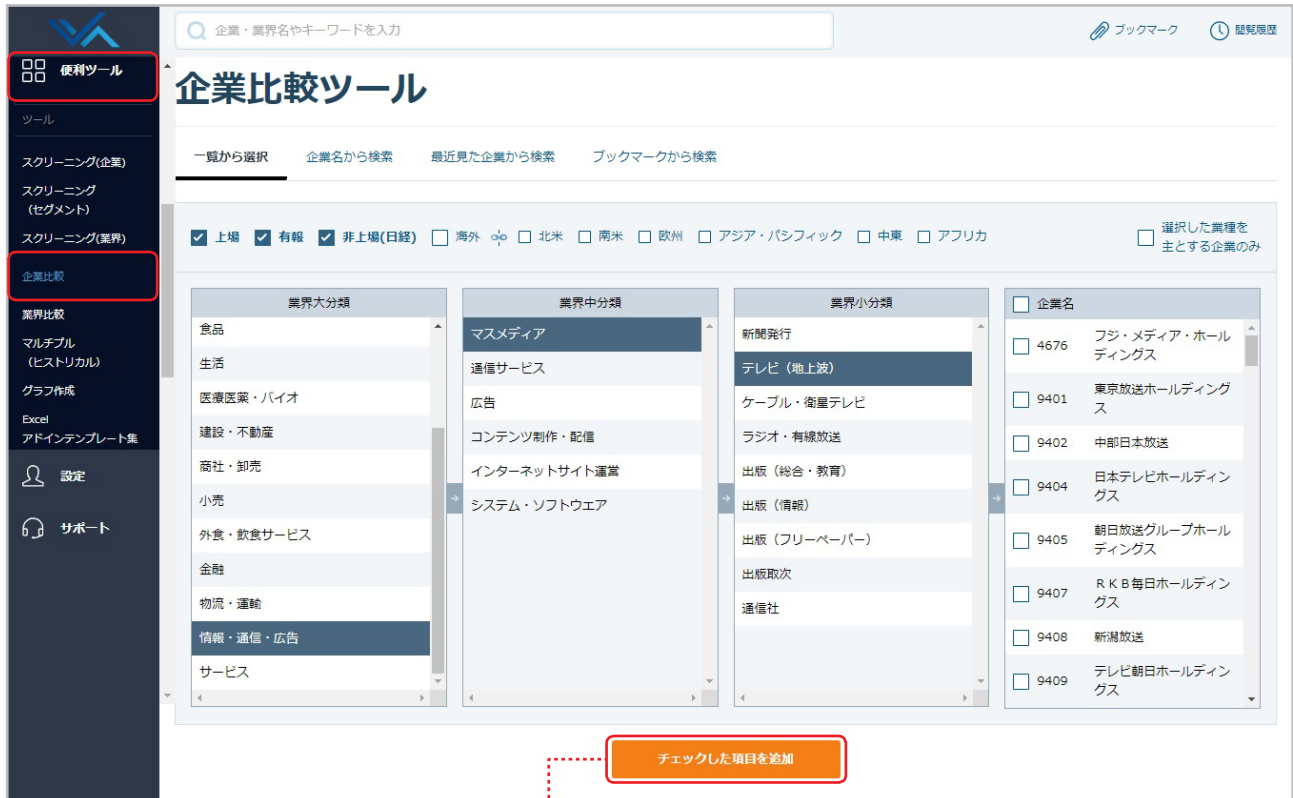 企業・業界名やキーワードを入力
ブックマーク
閲覧履歴
便利ツール
ツール
スクリーニング(企業)
スクリーニング
(セグメント)
スクリーニング(業界)
企業比較
業界比較
マルチプル
(ヒストリカル)
グラフ作成
Excel
アドインテンプレート集
設定
サポート
企業比較ツール
一覧から選択 企業名から検索 最近見た企業から検索 ブックマークから検索
上場 有報 非上場(日経) 海外 北米 南米 欧州 アジア・パシフィック 中東 アフリカ
選択した業種を
主とする企業のみ
業界大分類
食品
生活
医療医薬・バイオ
建設・不動産
商社・卸売
小売
外食・飲食サービス
金融
物流・運輸
情報・通信・広告
サービス
業界中分類
マスメディア
通信サービス
広告
コンテンツ制作・配信
インターネットサイト運営
システム・ソフトウエア
業界小分類
新聞発行
テレビ（地上波）
ケーブル・衛星テレビ
ラジオ・有線放送
出版（総合・教育）
出版（情報）
出版（フリーペーパー）
出版取次
通信社
企業名
4676 フジ・メディア・ホール
ディングス
9401 東京放送ホールディング
ス
9402 中部日本放送
9404 日本テレビホールディン
グス
9405 朝日放送グループホール
ディングス
9407 ＲＫＢ毎日ホールディン
グス
9408 新潟放送
9409 テレビ朝日ホールディン
グス
チェックした項目を追加